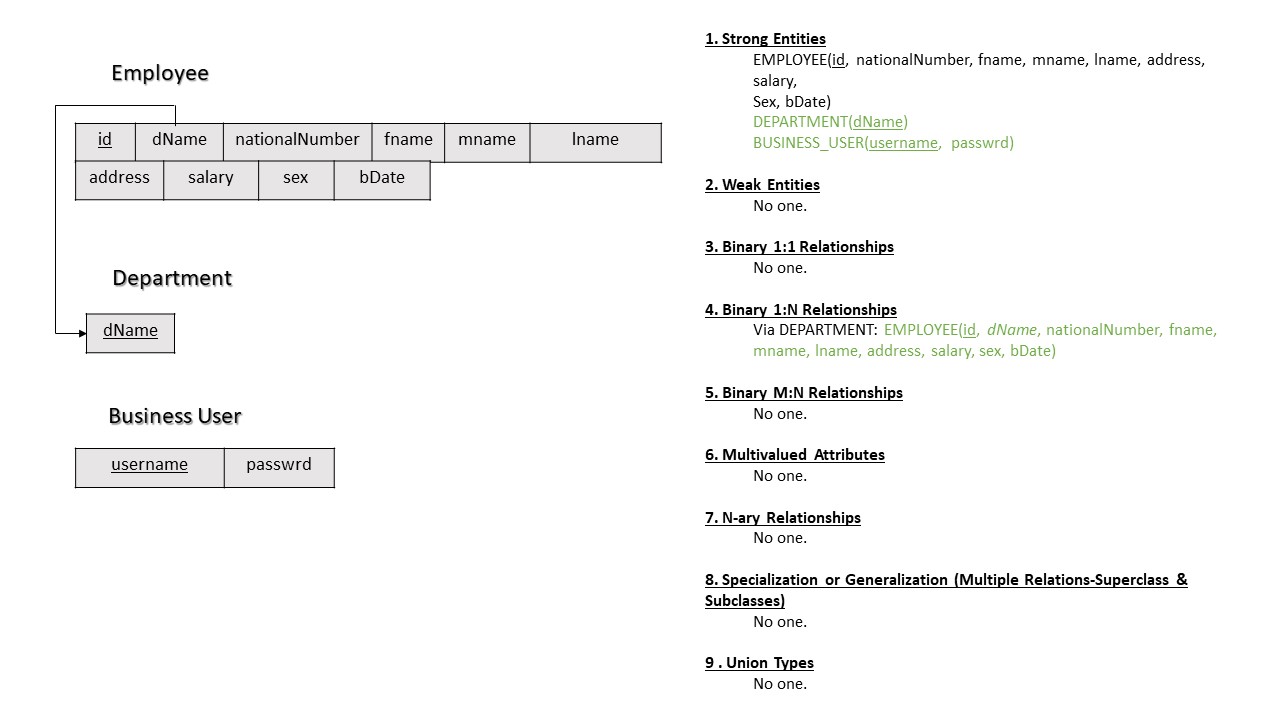 Employee
id dName nationalNumber fname mname lname
address salary sex bDate
Department
dName
Business User
username passwrd
1. Strong Entities
EMPLOYEE(id, nationalNumber, fname, mname, lname, address,
salary,
Sex, bDate)
DEPARTMENT(dName)
BUSINESS_USER(username, passwrd)
2. Weak Entities
No one.
3. Binary 1:1 Relationships
No one.
4. Binary 1:N Relationships
Via DEPARTMENT: EMPLOYEE(id, dName, nationalNumber, fname,
mname, lname, address, salary, sex, bDate)
5. Binary M:N Relationships
No one.
6. Multivalued Attributes
No one.
7. N-ary Relationships
No one.
8. Specialization or Generalization (Multiple Relations-Superclass &
Subclasses)
No one.
9 . Union Types
No one.